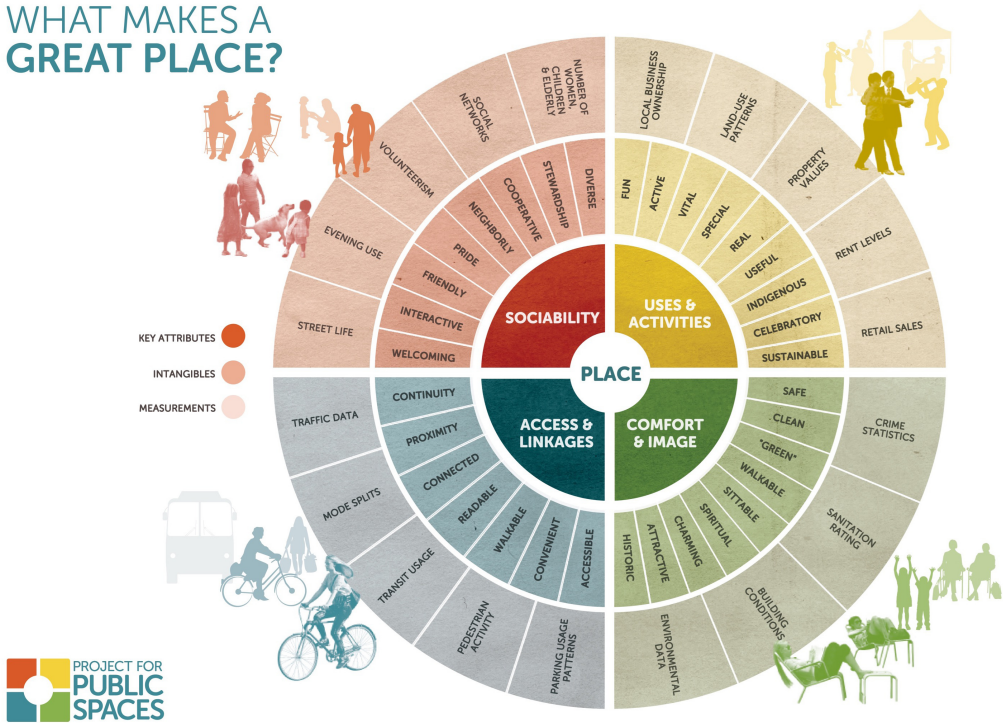 WHAT MAKES A
GREAT PLACE?
KEY ATTRIBUTES
INTANGIBLES
MEASUREMENTS
PLACE
SOCIABILITY
USES &
ACTIVITIES
ACCESS &
LINKAGES
COMFORT
& IMAGE
WELCOMING
INTERACTIVE
FRIENDLY
PRIDE
NEIGHBORLY
COOPERATIVE
STEWARDSHIP
DIVERSE
FUN
ACTIVE
VITAL
SPECIAL
REAL
USEFUL
INDIGENOUS
CELEBRATORY
SUSTAINABLE
SAFE
CLEAN
"GREEN"
WALKABLE
SITTABLE
SPIRITUAL
CHARMING
ATTRACTIVE
HISTORIC
ACCESSIBLE
CONVENIENT
WALKABLE
READABLE
CONNECTED
PROXIMITY
CONTINUITY
STREET LIFE
EVENING USE
VOLUNTEERISM
SOCIAL
NETWORKS
NUMBER OF
WOMEN,
CHILDREN
& ELDERLY
LOCAL BUSINESS
OWNERSHIP
LAND-USE
PATTERNS
PROPERTY
VALUES
RENT LEVELS
RETAIL SALES
CRIME
STATISTICS
SANITATION
RATING
BUILDING
CONDITIONS
ENVIRONMENTAL
DATA
PARKING USAGE
PATTERNS
PEDESTRIAN
ACTIVITY
TRANSIT USAGE
MODE SPLITS
TRAFFIC DATA
PROJECT FOR
PUBLIC
SPACES